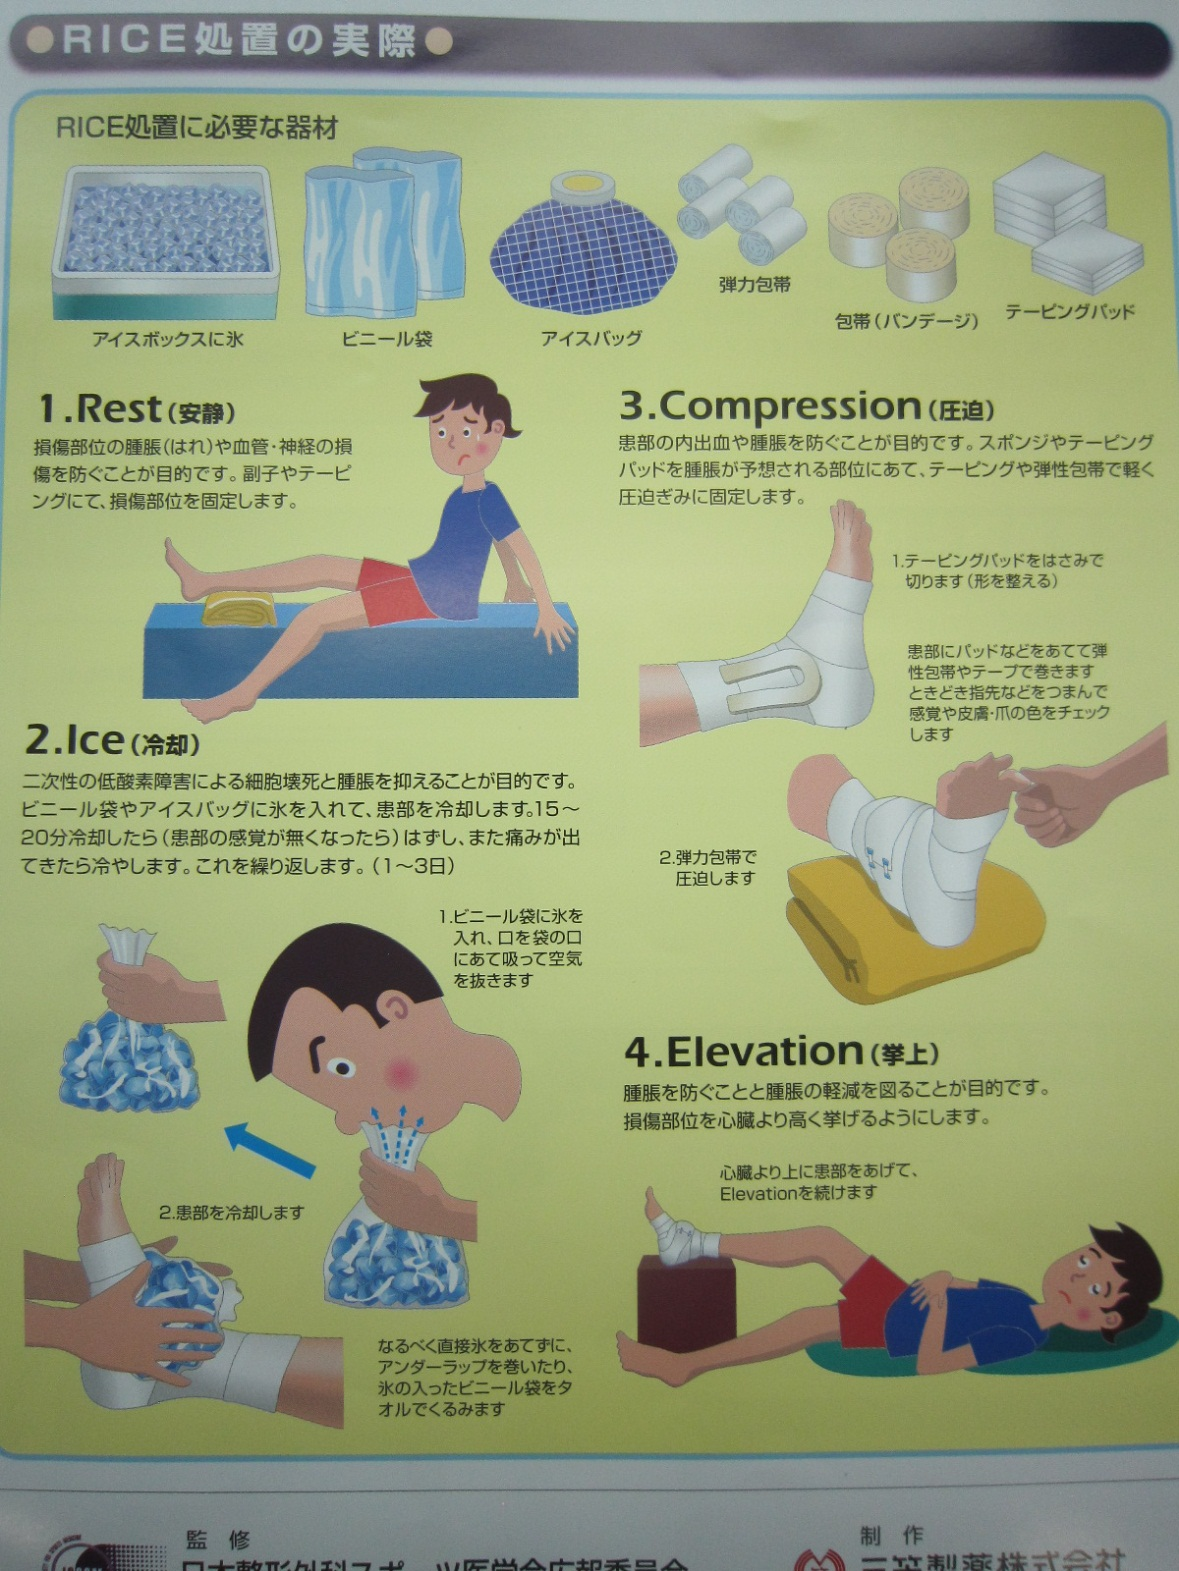 RICE処置の実際
RICE処置に必要な器材
アイスボックスに氷
ビニール袋
アイスバッグ
弾力包帯
包帯(バンデージ)
テーピングパッド
1.Rest(安静)
損傷部位の腫脹(はれ)や血管・神経の損
傷を防ぐことが目的です。副子やテーピ
ングにて、損傷部位を固定します。
2.Ice(冷却)
二次性の低酸素障害による細胞壊死と腫脹を抑えることが目的です。
ビニール袋やアイスバッグに氷を入れて、患部を冷却します。15〜
20分冷却したら(患部の感覚が無くなったら)はずし、また痛みが出
てきたら冷やします。これを繰り返します。(1〜3日)
1.ビニール袋に氷を
入れ、口を袋の口
にあて吸って空気
を抜きます
2.患部を冷却します
なるべく直接氷をあてずに、
アンダーラップを巻いたり、
氷の入ったビニール袋をタ
オルでくるみます
3.Compression(圧迫)
患部の内出血や腫脹を防ぐことが目的です。スポンジやテーピング
パッドを腫脹が予想される部位にあて、テーピングや弾性包帯で軽く
圧迫ぎみに固定します。
1.テーピングパッドをはさみで
切ります(形を整える)
患部にパッドなどをあてて弾
性包帯やテープで巻きます
ときどき指先などをつまんで
感覚や皮膚・爪の色をチェック
します
2.弾力包帯で
圧迫します
4.Elevation(挙上)
腫脹を防ぐことと腫脹の軽減を図ることが目的です。
損傷部位を心臓より高く挙げるようにします。
心臓より上に患部をあげて、
Elevationを続けます
監修
日本整形外科スポーツ医学会広報委員会
制作
三笠製薬株式会社